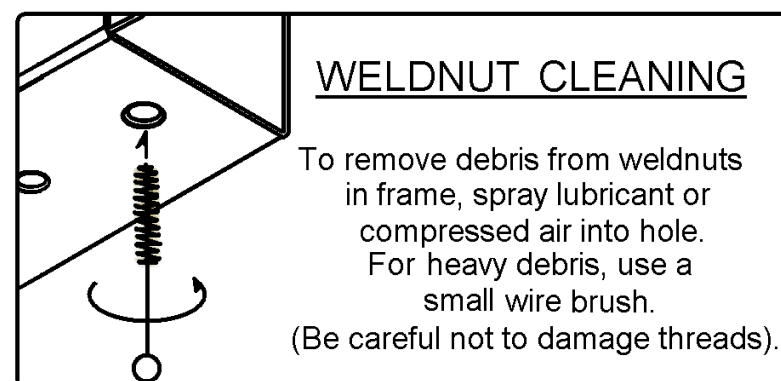 WELDNUT CLEANING
To remove debris from weldnuts
in frame, spray lubricant or
compressed air into hole.
For heavy debris, use a
small wire brush.
(Be careful not to damage threads).